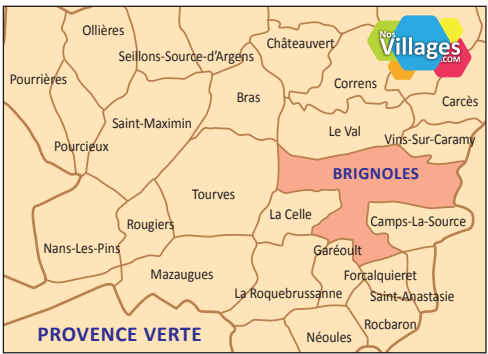 Ollières
Châteauvert
Nos
Villages
.COM
Seillons-Source-d'Argens
Pourrières
Correns
Bras
Carcès
Saint-Maximin
Le Val
Vins-Sur-Caramy
Pourcieux
BRIGNOLES
Tourves
La Celle
Camps-La-Source
Rougiers
Nans-Les-Pins
Garéoult
Mazaugues
Forcalquieret
La Roquebrussanne
Saint-Anastasie
Rocbaron
PROVENCE VERTE
Néoules